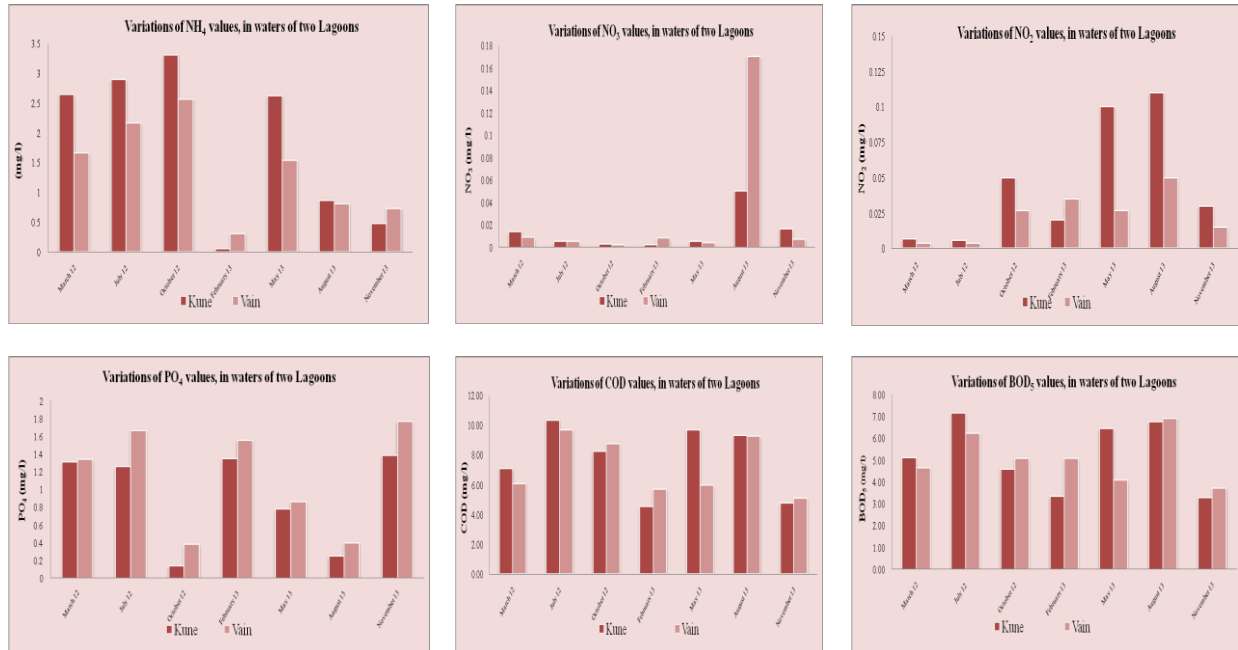 Variations of NH₄ values, in waters of two Lagoons
3.5
3
2.5
2
1.5
1
0.5
0
(mg/l)
March 12
July 12
October 12
February 13
May 13
August 13
November 13
Kune Vain
Variations of NO₃ values, in waters of two Lagoons
0.18
0.16
0.14
0.12
0.1
0.08
0.06
0.04
0.02
0
NO₃ (mg/l)
March 12
July 12
October 12
February 13
May 13
August 13
November 13
Kune Vain
Variations of NO₂ values, in waters of two Lagoons
0.15
0.125
0.1
0.075
0.05
0.025
0
NO₂ (mg/l)
March 12
July 12
October 12
February 13
May 13
August 13
November 13
Kune Vain
Variations of PO₄ values, in waters of two Lagoons
2
1.8
1.6
1.4
1.2
1
0.8
0.6
0.4
0.2
0
PO₄ (mg/l)
March 12
July 12
October 12
February 13
May 13
August 13
November 13
Kune Vain
Variations of COD values, in waters of two Lagoons
12.00
10.00
8.00
6.00
4.00
2.00
0.00
COD (mg/l)
March 12
July 12
October 12
February 13
May 13
August 13
November 13
Kune Vain
Variations of BOD₅ values, in waters of two Lagoons
8.00
7.00
6.00
5.00
4.00
3.00
2.00
1.00
0.00
BOD₅ (mg/l)
March 12
July 12
October 12
February 13
May 13
August 13
November 13
Kune Vain